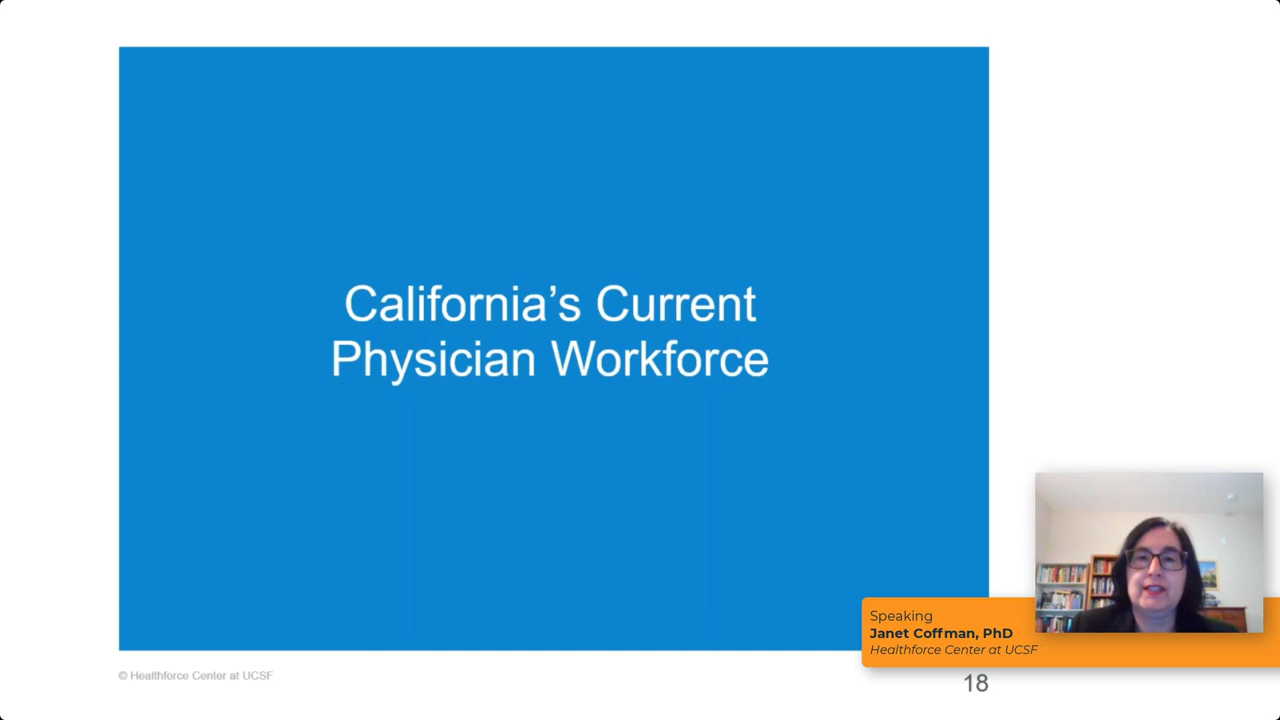 California’s Current
Physician Workforce
Speaking
Janet Coffman, PhD
Healthforce Center at UCSF
© Healthforce Center at UCSF
18